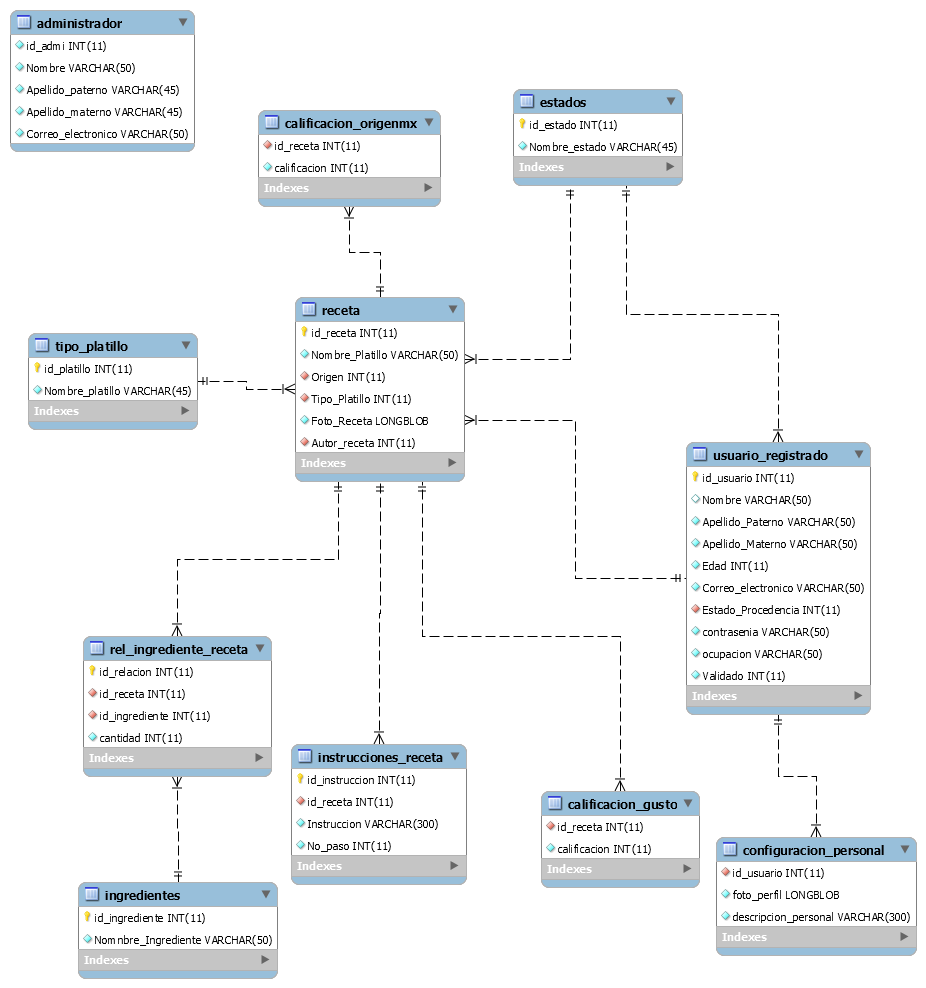 administrador
id_admi INT(11)
Nombre VARCHAR(50)
Apellido_paterno VARCHAR(45)
Apellido_materno VARCHAR(45)
Correo_electronico VARCHAR(50)
calificacion_origenmx
id_receta INT(11)
calificacion INT(11)
Indexes
estados
id_estado INT(11)
Nombre_estado VARCHAR(45)
Indexes
receta
id_receta INT(11)
Nombre_Platillo VARCHAR(50)
Origen INT(11)
Tipo_Platillo INT(11)
Foto_Receta LONGBLOB
Autor_receta INT(11)
Indexes
tipo_platillo
id_platillo INT(11)
Nombre_platillo VARCHAR(45)
Indexes
usuario_registrado
id_usuario INT(11)
Nombre VARCHAR(50)
Apellido_Paterno VARCHAR(50)
Apellido_Materno VARCHAR(50)
Edad INT(11)
Correo_electronico VARCHAR(50)
Estado_Procedencia INT(11)
contrasenia VARCHAR(50)
ocupacion VARCHAR(50)
Validado INT(11)
Indexes
rel_ingrediente_receta
id_relacion INT(11)
id_receta INT(11)
id_ingrediente INT(11)
cantidad INT(11)
Indexes
instrucciones_receta
id_instruccion INT(11)
id_receta INT(11)
Instruccion VARCHAR(300)
No_paso INT(11)
Indexes
calificacion_gusto
id_receta INT(11)
calificacion INT(11)
Indexes
configuracion_personal
id_usuario INT(11)
foto_perfil LONGBLOB
descripcion_personal VARCHAR(300)
Indexes
ingredientes
id_ingrediente INT(11)
Nomnbre_Ingrediente VARCHAR(50)
Indexes